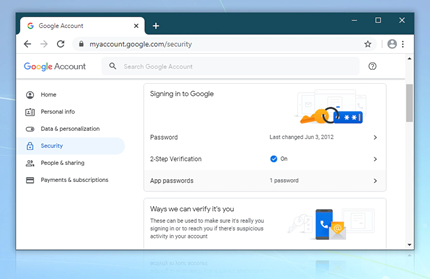 Google Account
myaccount.google.com/security
Google Account
Search Google Account
Home
Personal info
Data & personalization
Security
People & sharing
Payments & subscriptions
Signing in to Google
Password
Last changed Jun 3, 2012
2-Step Verification
On
App passwords
1 password
Ways we can verify it's you
These can be used to make sure it's really you
signing in or to reach you if there's suspicious
activity in your account